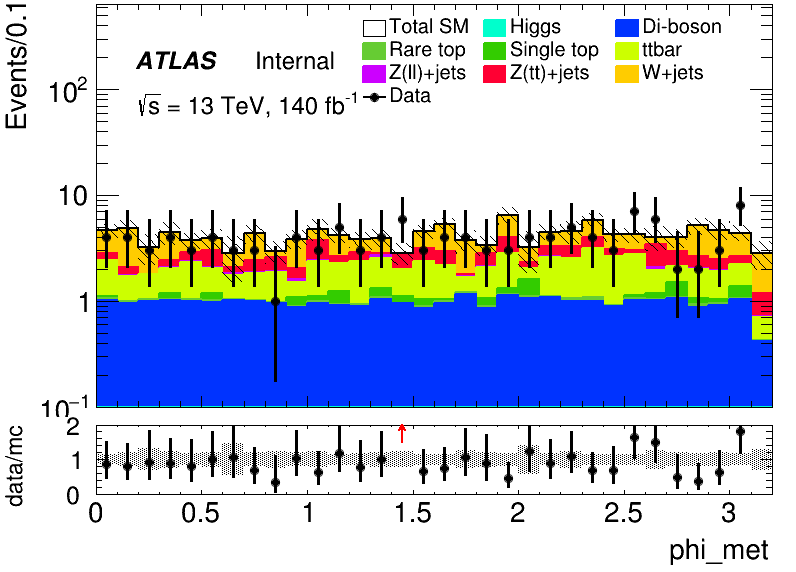 Events/0.1
ATLAS Internal
√s = 13 TeV, 140 fb⁻¹
Total SM Higgs Di-boson
Rare top Single top ttbar
Z(ll)+jets Z(tt)+jets W+jets
Data
10²
10
1
10⁻¹
data/mc
2
1
0
0 0.5 1 1.5 2 2.5 3
phi_met